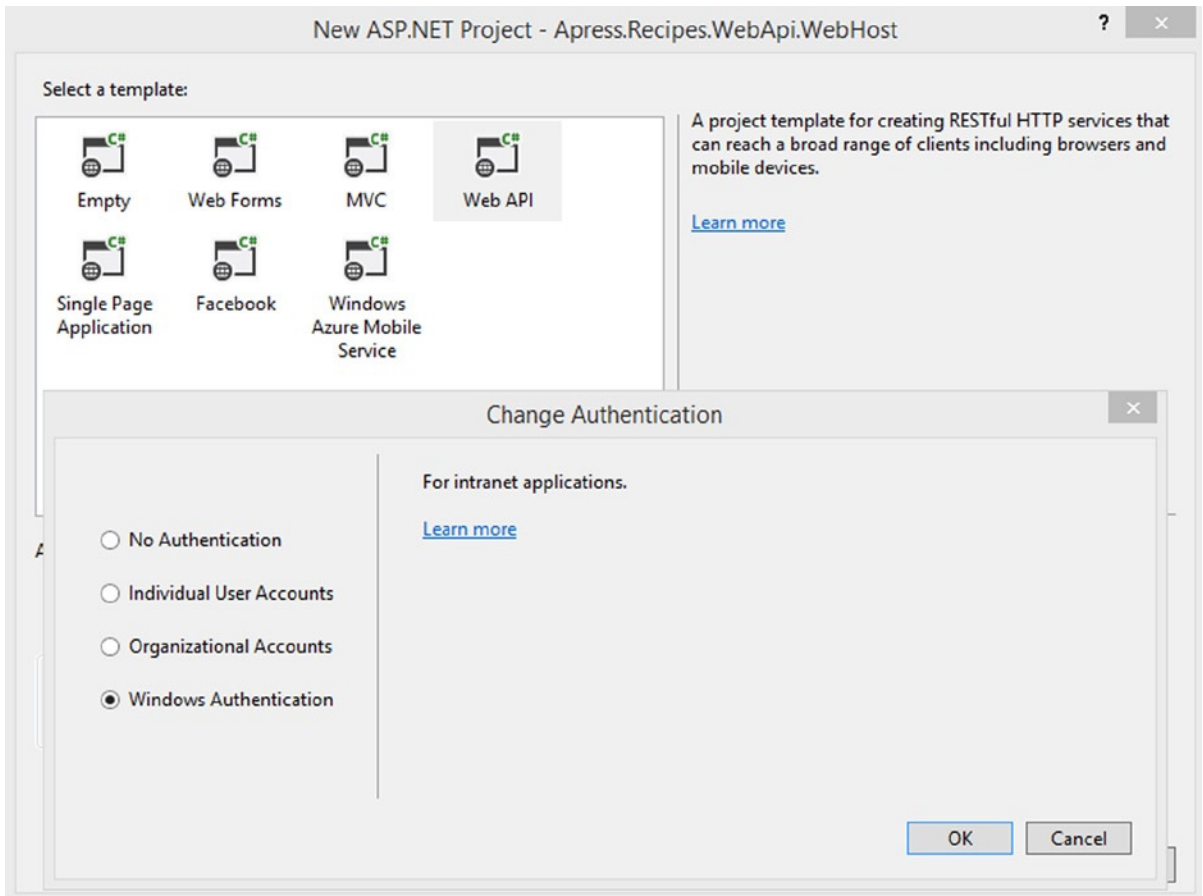 New ASP.NET Project - Apress.Recipes.WebApi.WebHost
?
Select a template:
C# C# C# C#
Empty Web Forms MVC Web API
C# C# C#
Single Page Application
Facebook
Windows Azure Mobile Service
A project template for creating RESTful HTTP services that
can reach a broad range of clients including browsers and
mobile devices.
Learn more
Change Authentication
No Authentication
Individual User Accounts
Organizational Accounts
Windows Authentication
For intranet applications.
Learn more
OK Cancel